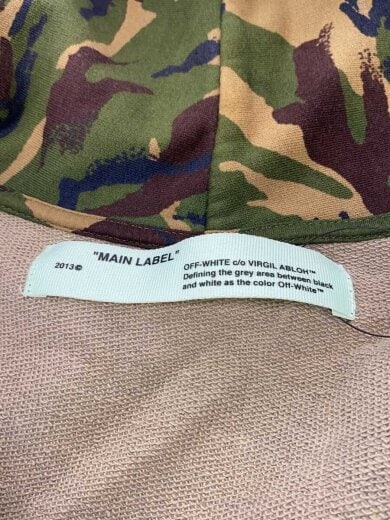 2013©
"MAIN LABEL"
OFF-WHITE c/o VIRGIL ABLOH™
Defining the grey area between black
and white as the color Off-White™